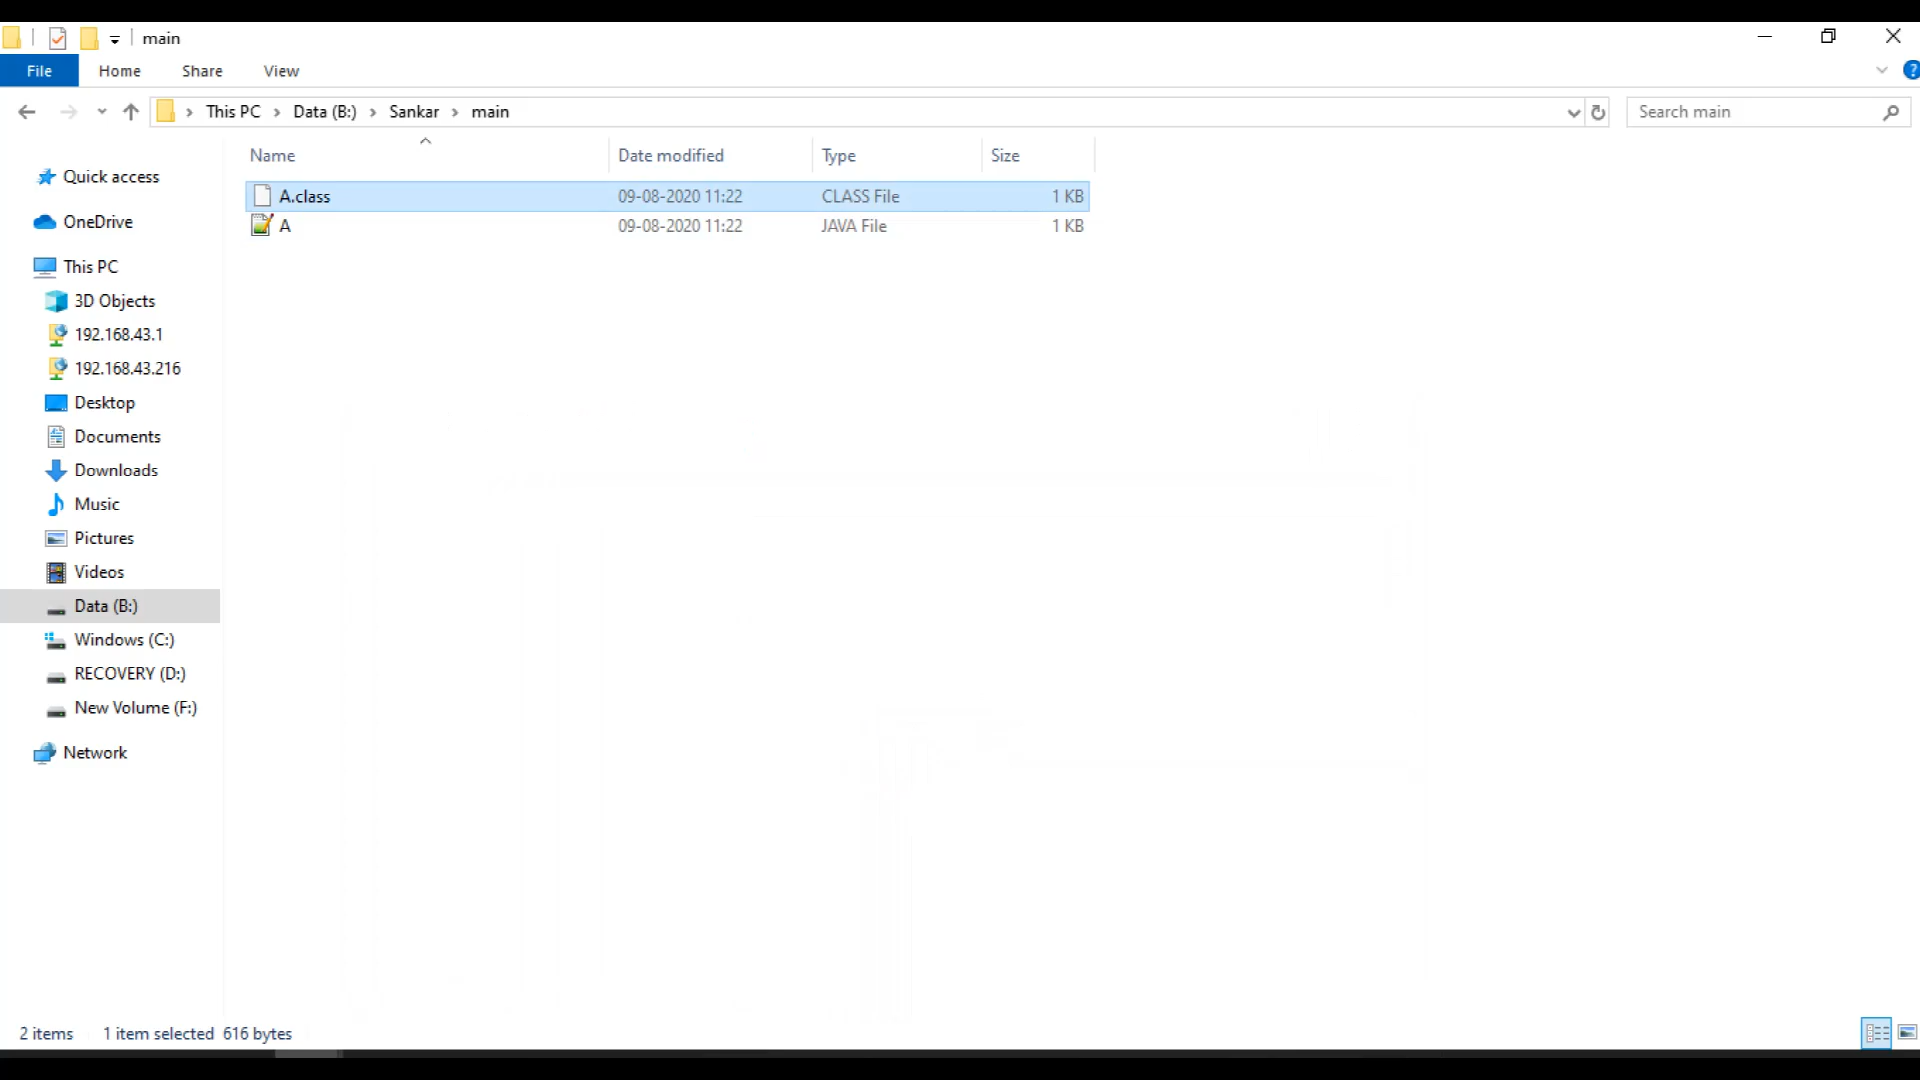 main
File Home Share View
This PC Data (B:) Sankar main
Search main
Name Date modified Type Size
A.class 09-08-2020 11:22 CLASS File 1 KB
A 09-08-2020 11:22 JAVA File 1 KB
Quick access
OneDrive
This PC
3D Objects
192.168.43.1
192.168.43.216
Desktop
Documents
Downloads
Music
Pictures
Videos
Data (B:)
Windows (C:)
RECOVERY (D:)
New Volume (F:)
Network
2 items 1 item selected 616 bytes